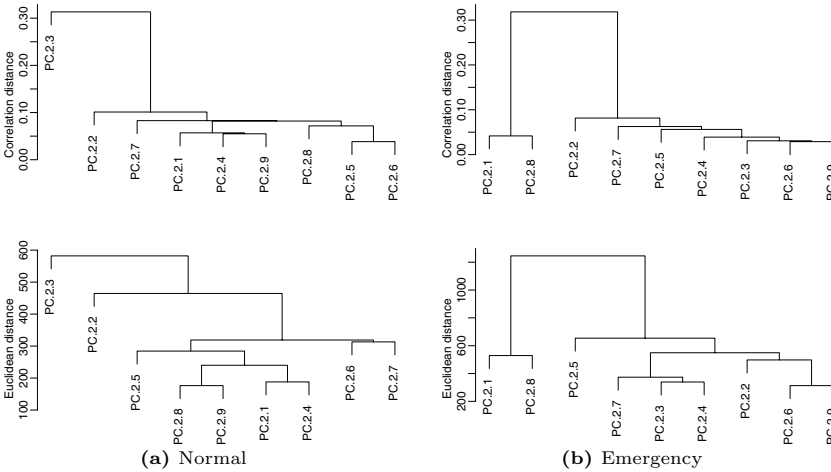 Correlation distance
0.00 0.10 0.20 0.30
PC.2.3
PC.2.2
PC.2.7
PC.2.1
PC.2.4
PC.2.9
PC.2.8
PC.2.5
PC.2.6
Correlation distance
0.00 0.10 0.20 0.30
PC.2.1
PC.2.8
PC.2.2
PC.2.7
PC.2.5
PC.2.4
PC.2.3
PC.2.6
PC.2.9
Euclidean distance
100 200 300 400 500 600
PC.2.3
PC.2.2
PC.2.5
PC.2.8
PC.2.9
PC.2.1
PC.2.4
PC.2.6
PC.2.7
Euclidean distance
200 600 1000
PC.2.1
PC.2.8
PC.2.5
PC.2.7
PC.2.3
PC.2.4
PC.2.2
PC.2.6
PC.2.9
(a) Normal
(b) Emergency